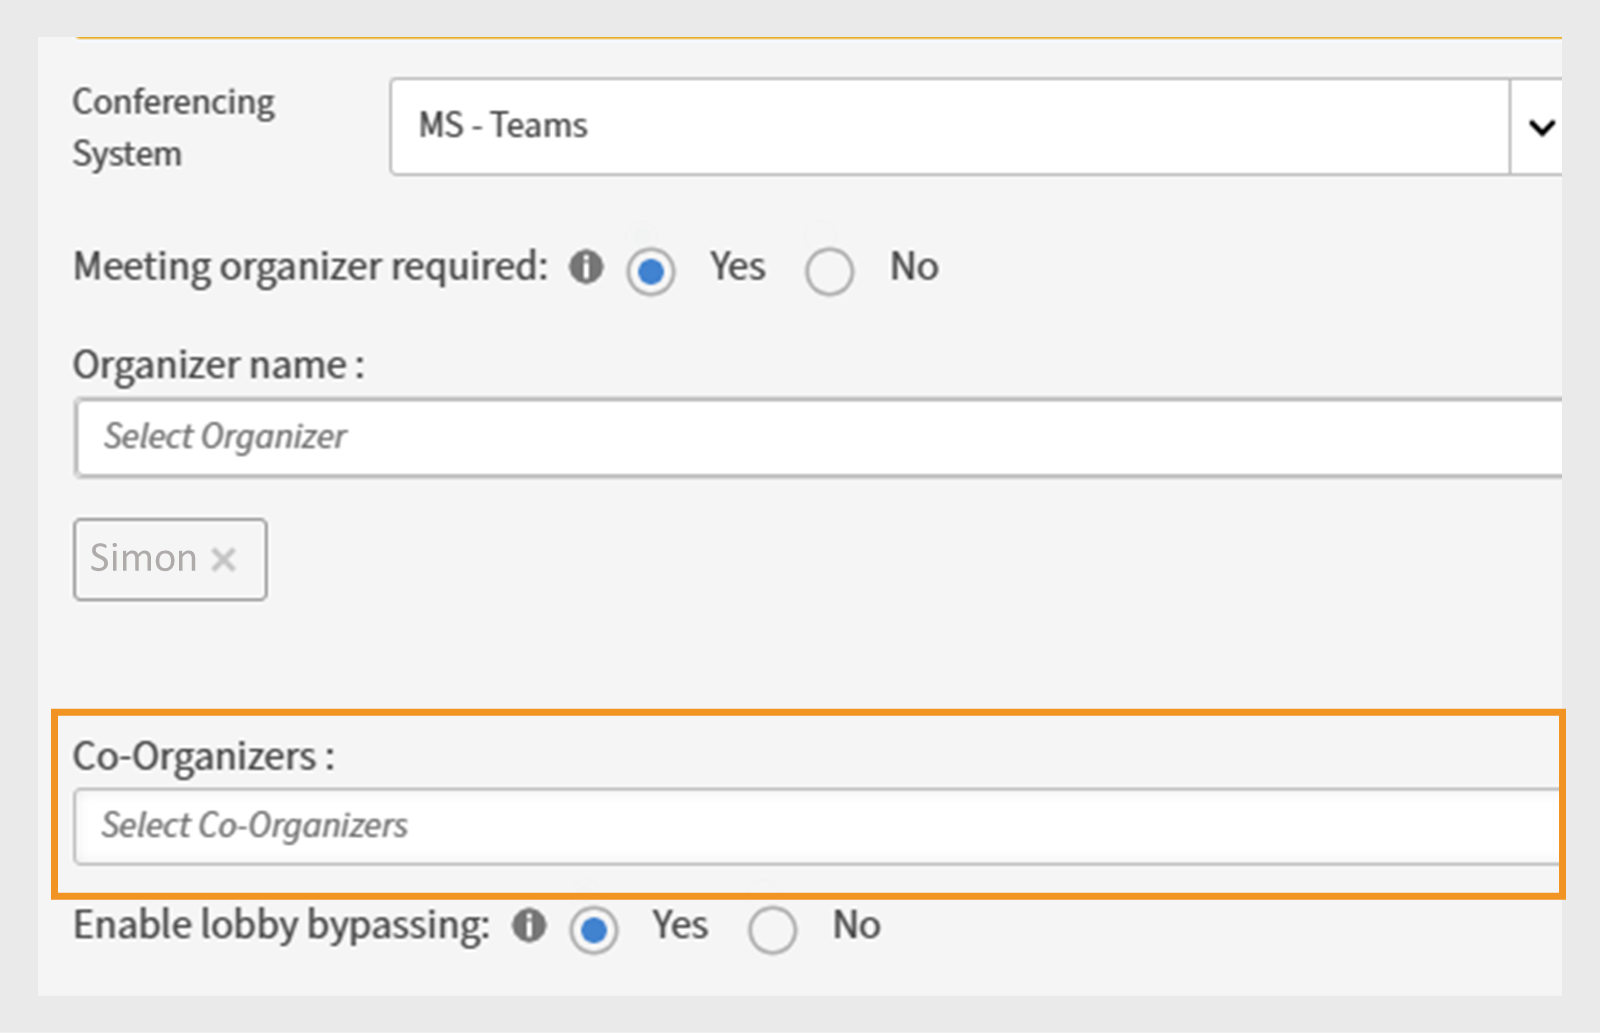 Conferencing
System
MS - Teams
Meeting organizer required: Yes No
Organizer name :
Select Organizer
Simon
Co-Organizers :
Select Co-Organizers
Enable lobby bypassing: Yes No